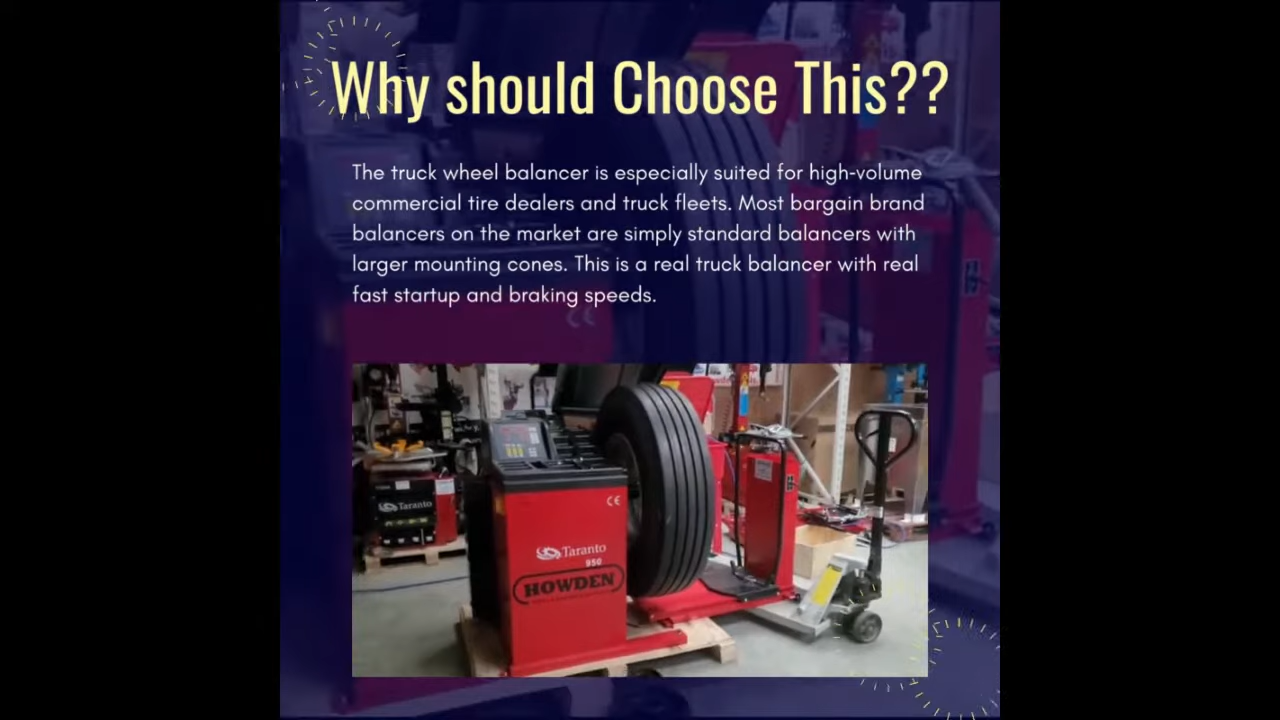 Why should Choose This??
The truck wheel balancer is especially suited for high-volume
commercial tire dealers and truck fleets. Most bargain brand
balancers on the market are simply standard balancers with
larger mounting cones. This is a real truck balancer with real
fast startup and braking speeds.
CE
Taranto
Taranto
950
HOWDEN